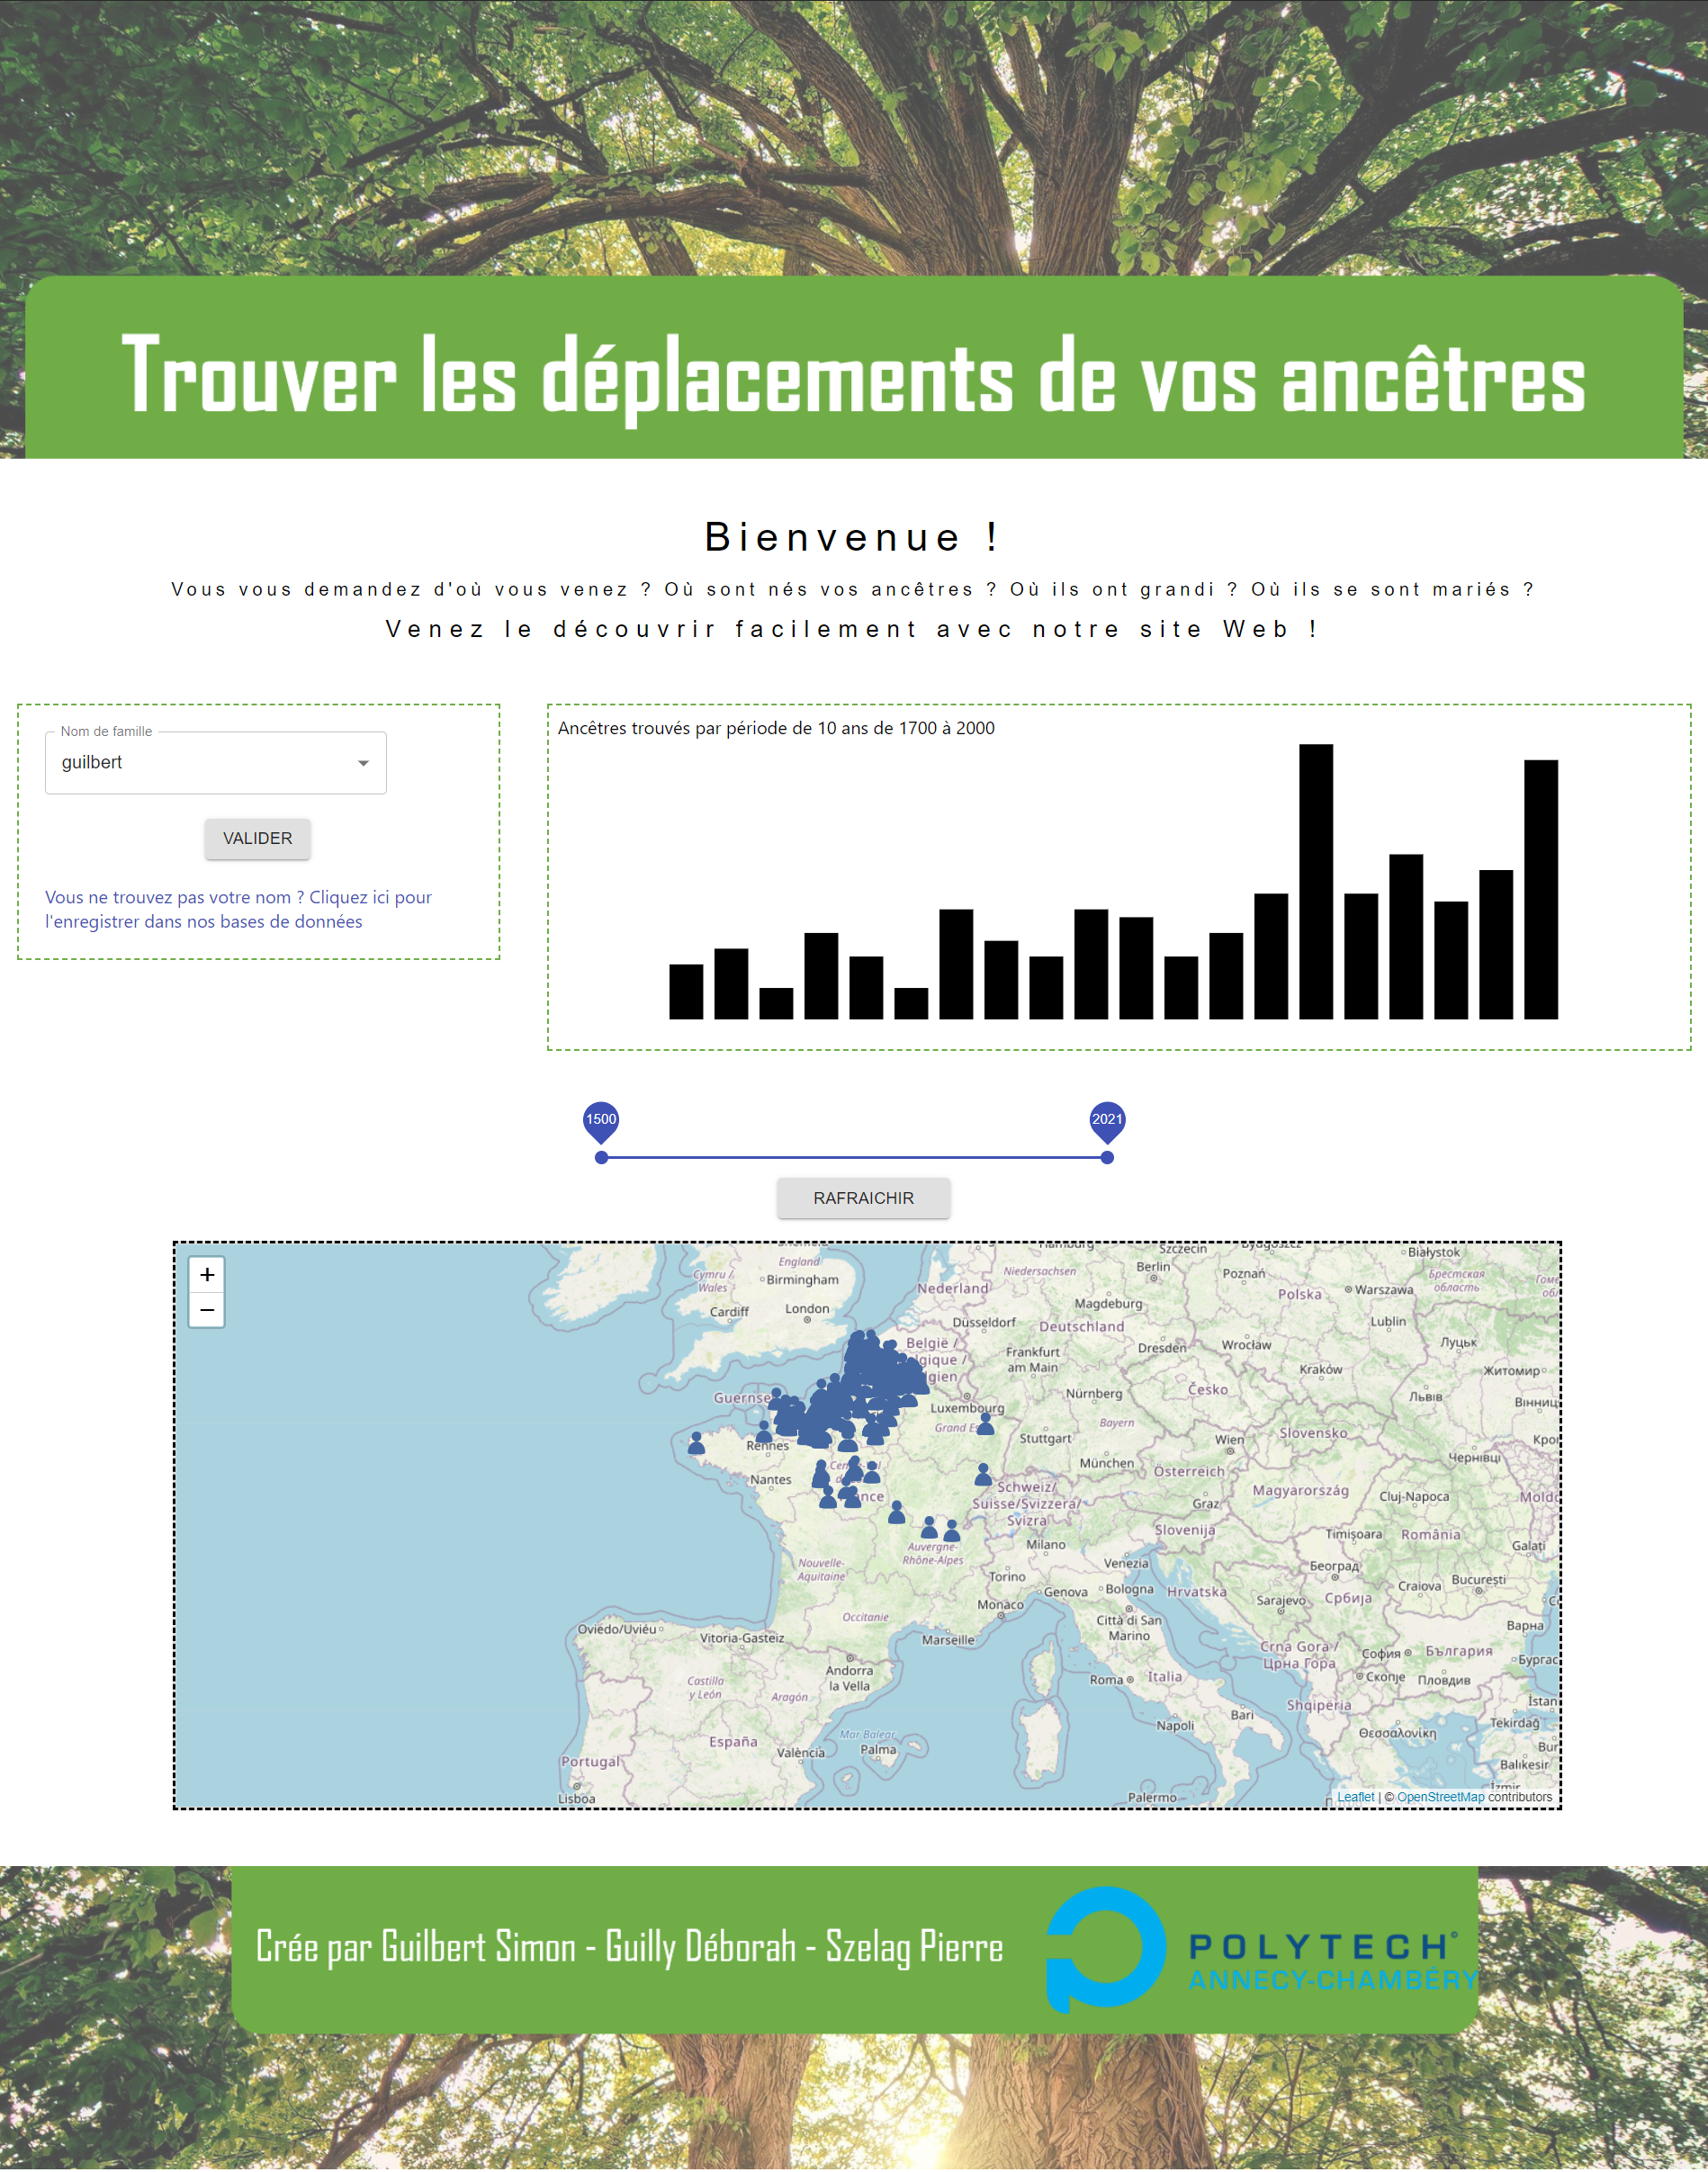 Trouver les déplacements de vos ancêtres
Bienvenue !
Vous vous demandez d'où vous venez ? Où sont nés vos ancêtres ? Où ils ont grandi ? Où ils se sont mariés ?
Venez le découvrir facilement avec notre site Web !
Nom de famille
guilbert
VALIDER
Vous ne trouvez pas votre nom ? Cliquez ici pour
l'enregistrer dans nos bases de données
Ancêtres trouvés par période de 10 ans de 1700 à 2000
1500
2021
RAFRAICHIR
+
−
England
Birmingham
Cymru /
Wales
Cardiff
London
Nederland
Niedersachsen
Hamburg
Szczecin
Bydgoszcz
Białystok
Berlin
Poznań
Polska
Warszawa
Брестская
область
Magdeburg
Düsseldorf
Deutschland
Lublin
België /
Frankfurt
am Main
Dresden
Wrocław
Луцьк
Kraków
Житомир
Guernse
Luxembourg
Nürnberg
Česko
Львів
Grand Es
Stuttgart
Bayern
Wien
Slovensko
Rennes
München
Österreich
Чернівці
Nantes
Schweiz/
Suisse/Svizzera/
Svizra
Graz
Magyarország
Cluj-Napoca
Slovenija
Timișoara
România
Auvergne-
Rhône-Alpes
Milano
Venezia
Београд
Galați
Nouvelle-
Aquitaine
Torino
Genova
Bologna
Hrvatska
Craiova
București
Monaco
Sarajevo
Србија
Occitanie
Città di San
Marino
Варна
Oviedo/Uviéu
Vitoria-Gasteiz
Marseille
Crna Gora /
Црна Гора
София
България
Andorra
la Vella
Roma
Italia
Скопје
Пловдив
Castilla
y León
Aragón
Shqipëria
Napoli
Bari
Θεσσαλονίκη
Tekirdağ
España
Mar Balear
Palma
València
Portugal
Balıkesir
Lisboa
Palermo
İzmir
Leaflet | © OpenStreetMap contributors
Crée par Guilbert Simon - Guilly Déborah - Szelag Pierre
POLYTECH®
ANNECY-CHAMBÉRY